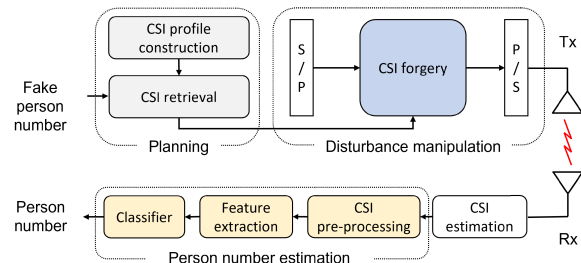 CSI profile
construction
S
/
P
CSI forgery
P
/
S
Tx
Fake
person
number
CSI retrieval
Planning
Disturbance manipulation
Person
number
Classifier
Feature
extraction
CSI
pre-processing
CSI
estimation
Rx
Person number estimation